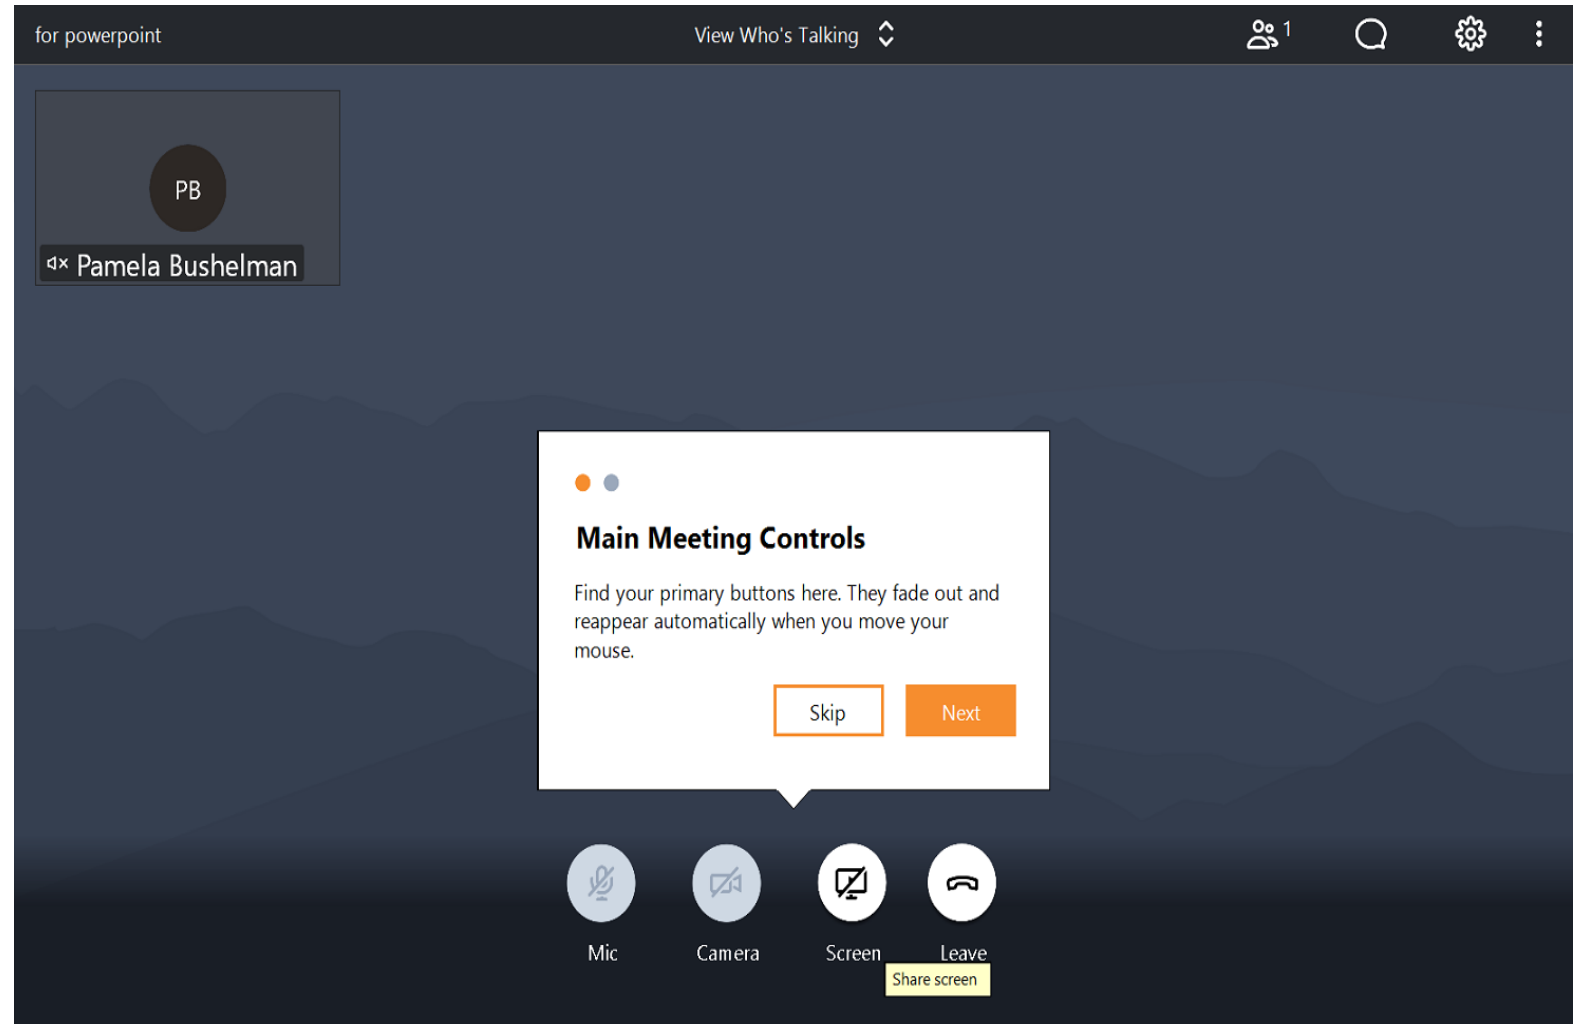 for powerpoint
View Who's Talking
1
PB
Pamela Bushelman
Main Meeting Controls
Find your primary buttons here. They fade out and
reappear automatically when you move your
mouse.
Skip
Next
Mic
Camera
Screen
Leave
Share screen